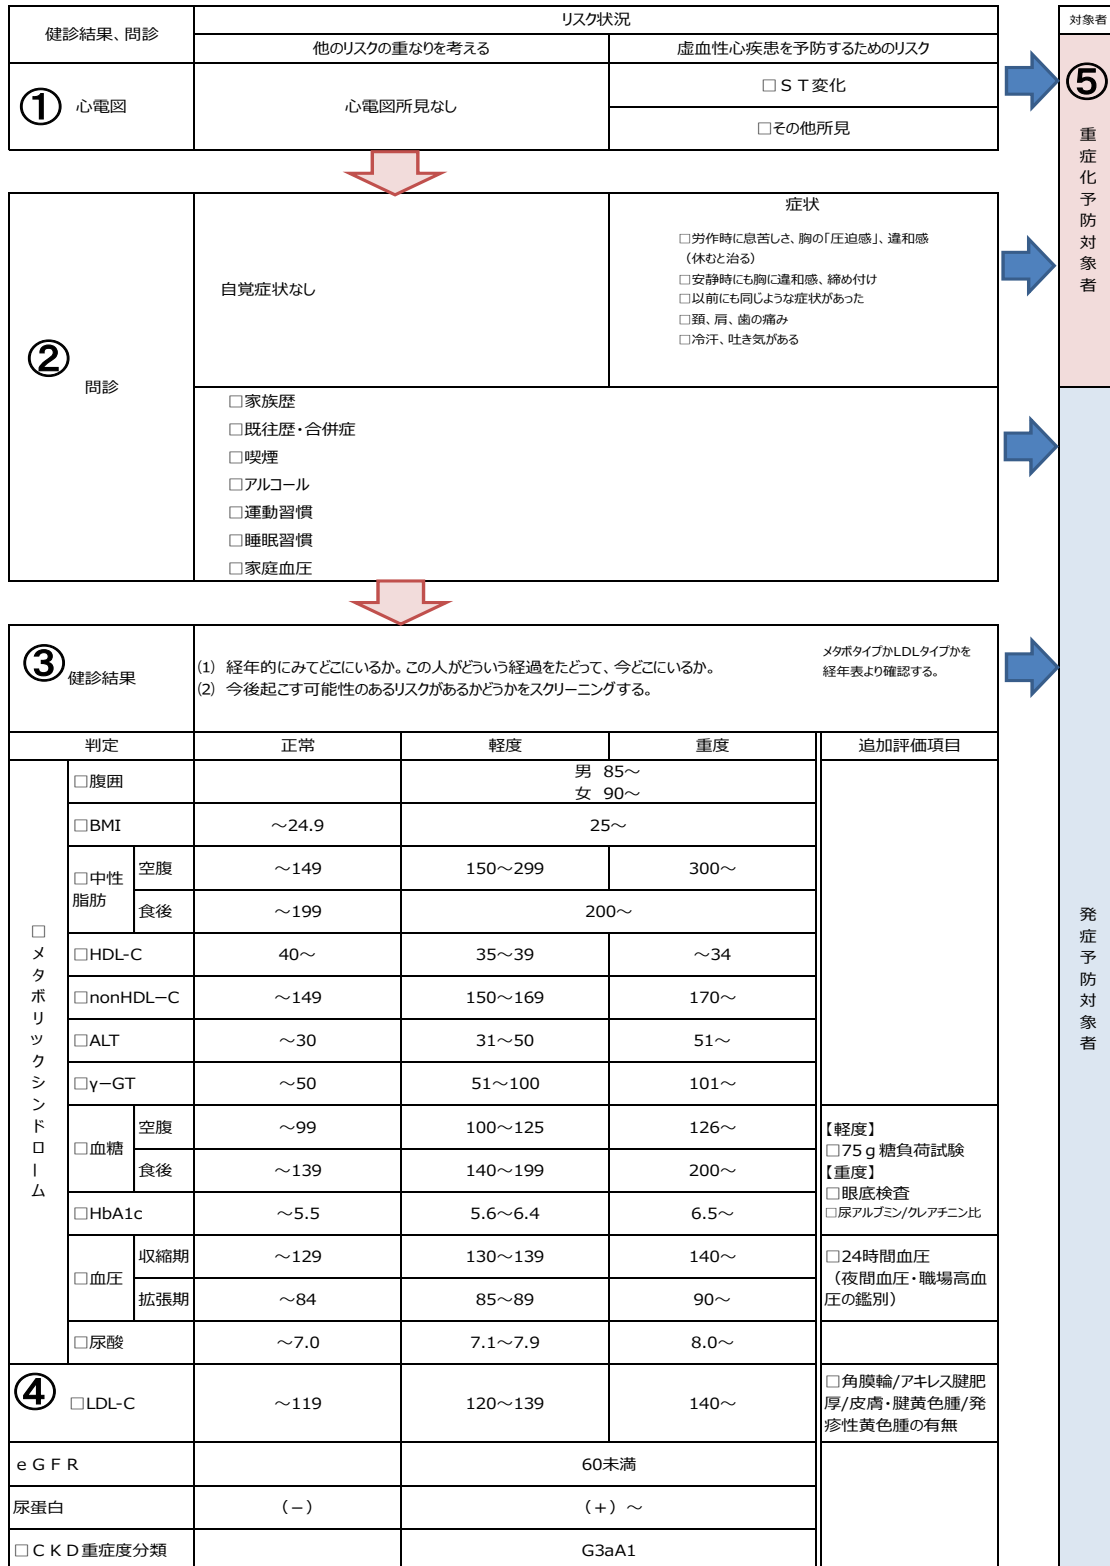 健診結果、問診
リスク状況
対象者
他のリスクの重なりを考える
虚血性心疾患を予防するためのリスク
① 心電図
心電図所見なし
□ＳＴ変化
□その他所見
⑤
重症化予防対象者
② 問診
自覚症状なし
症状
□労作時に息苦しさ、胸の「圧迫感」、違和感
（休むと治る）
□安静時にも胸に違和感、締め付け
□以前にも同じような症状があった
□頚、肩、歯の痛み
□冷汗、吐き気がある
□家族歴
□既往歴・合併症
□喫煙
□アルコール
□運動習慣
□睡眠習慣
□家庭血圧
③ 健診結果
(1) 経年的にみてどこにいるか。この人がどういう経過をたどって、今どこにいるか。
(2) 今後起こす可能性のあるリスクがあるかどうかをスクリーニングする。
メタボタイプかLDLタイプかを
経年表より確認する。
判定 正常 軽度 重度 追加評価項目
□メタボリックシンドローム
□腹囲
男 85～
女 90～
□BMI ～24.9 25～
□中性
脂肪
空腹 ～149 150～299 300～
食後 ～199 200～
□HDL-C 40～ 35～39 ～34
□nonHDL－C ～149 150～169 170～
□ALT ～30 31～50 51～
□γ－GT ～50 51～100 101～
□血糖
空腹 ～99 100～125 126～
食後 ～139 140～199 200～
□HbA1c ～5.5 5.6～6.4 6.5～
【軽度】
□75ｇ糖負荷試験
【重度】
□眼底検査
□尿アルブミン/クレアチニン比
□血圧
収縮期 ～129 130～139 140～
拡張期 ～84 85～89 90～
□24時間血圧
（夜間血圧・職場高血
圧の鑑別）
□尿酸 ～7.0 7.1～7.9 8.0～
④ □LDL-C ～119 120～139 140～
□角膜輪/アキレス腱肥
厚/皮膚・腱黄色腫/発
疹性黄色腫の有無
ｅＧＦＲ 60未満
尿蛋白 （－） （+）～
□ＣＫＤ重症度分類 G3aA1
発症予防対象者